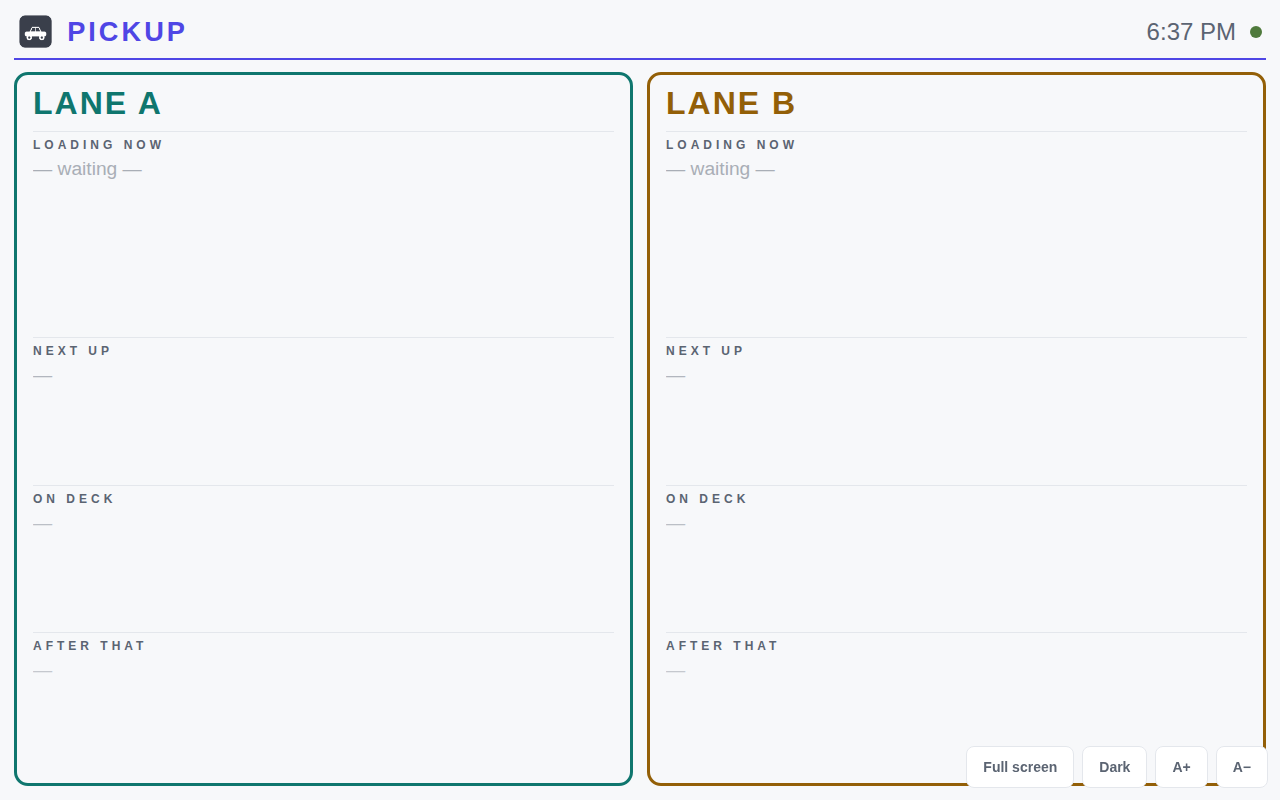 PICKUP
6:37 PM
LANE A
LOADING NOW
— waiting —
NEXT UP
—
ON DECK
—
AFTER THAT
—
LANE B
LOADING NOW
— waiting —
NEXT UP
—
ON DECK
—
AFTER THAT
—
Full screen
Dark
A+
A−